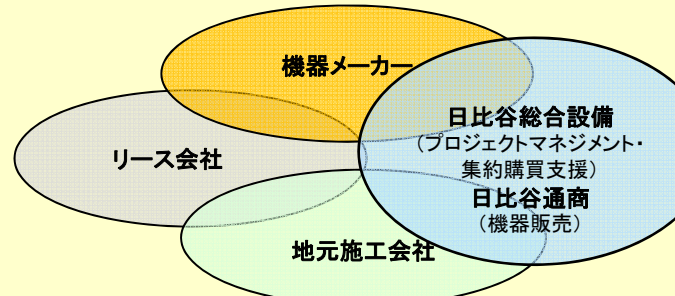 機器メーカー
日比谷総合設備
（プロジェクトマネジメント・
集約購買支援）
日比谷通商
（機器販売）
リース会社
地元施工会社